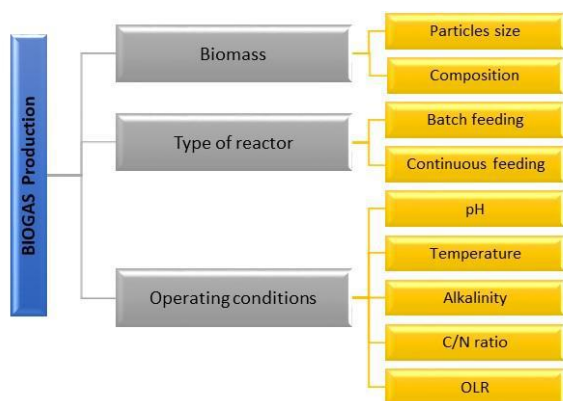 BIOGAS Production
Biomass
Particles size
Composition
Type of reactor
Batch feeding
Continuous feeding
Operating conditions
pH
Temperature
Alkalinity
C/N ratio
OLR